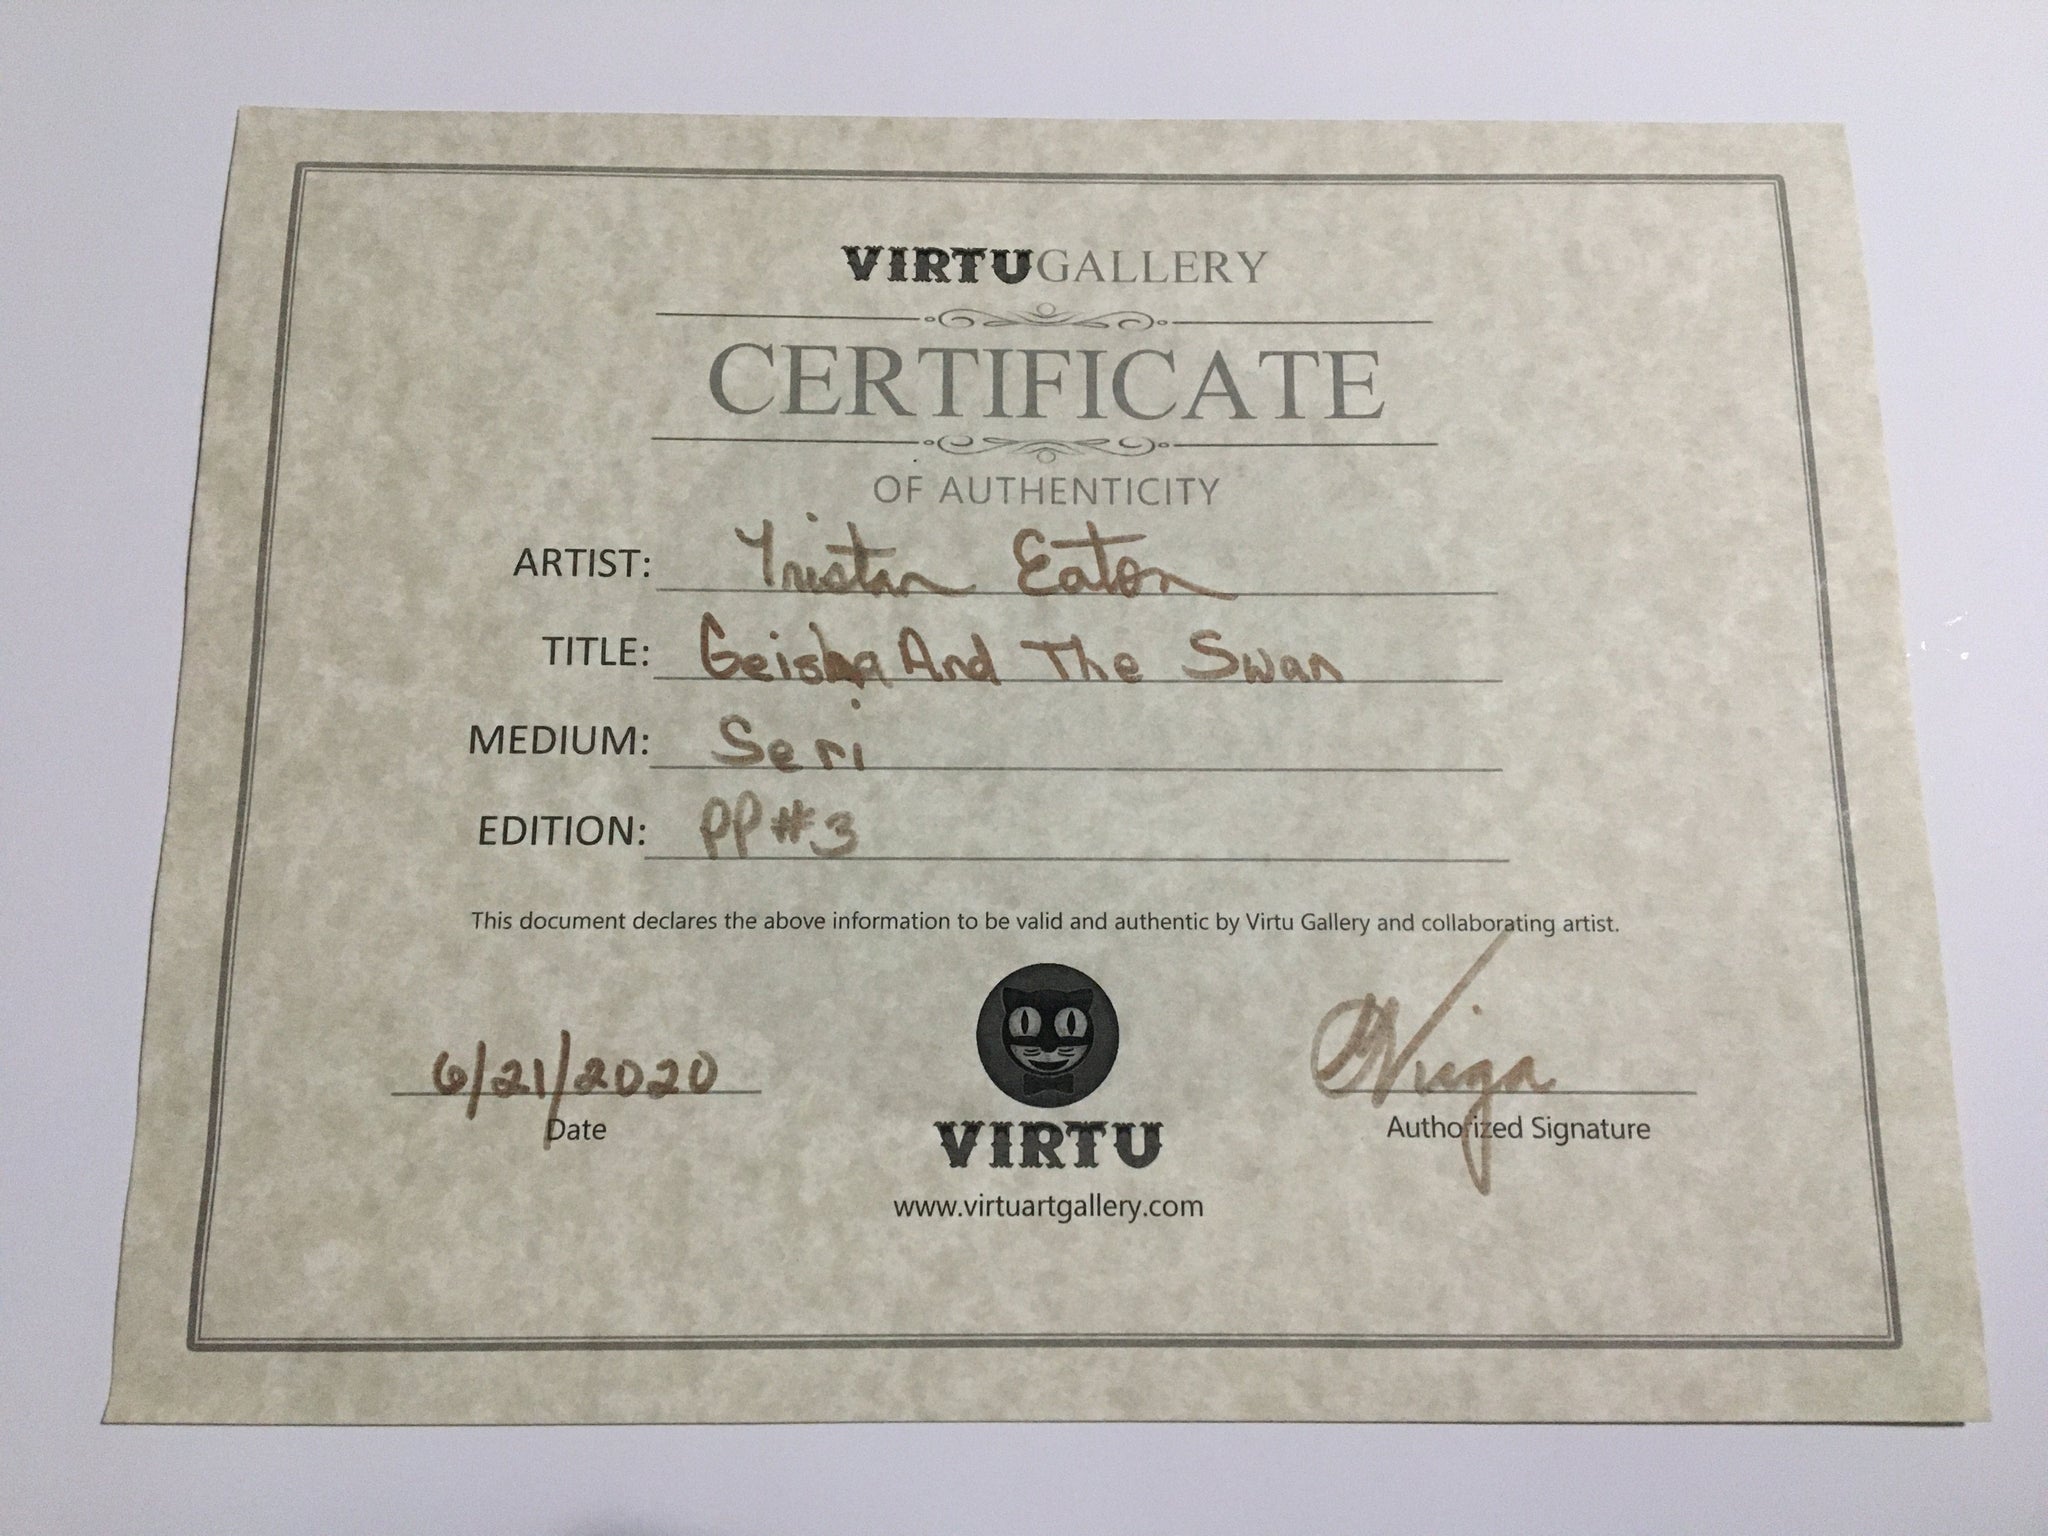 VIRTUGALLERY
CERTIFICATE
OF AUTHENTICITY
ARTIST: Tristan Eaton
TITLE: Geisha And The Swan
MEDIUM: Seri
EDITION: PP#3
This document declares the above information to be valid and authentic by Virtu Gallery and collaborating artist.
6/21/2020
Date
Authorized Signature
VIRTU
www.virtuartgallery.com